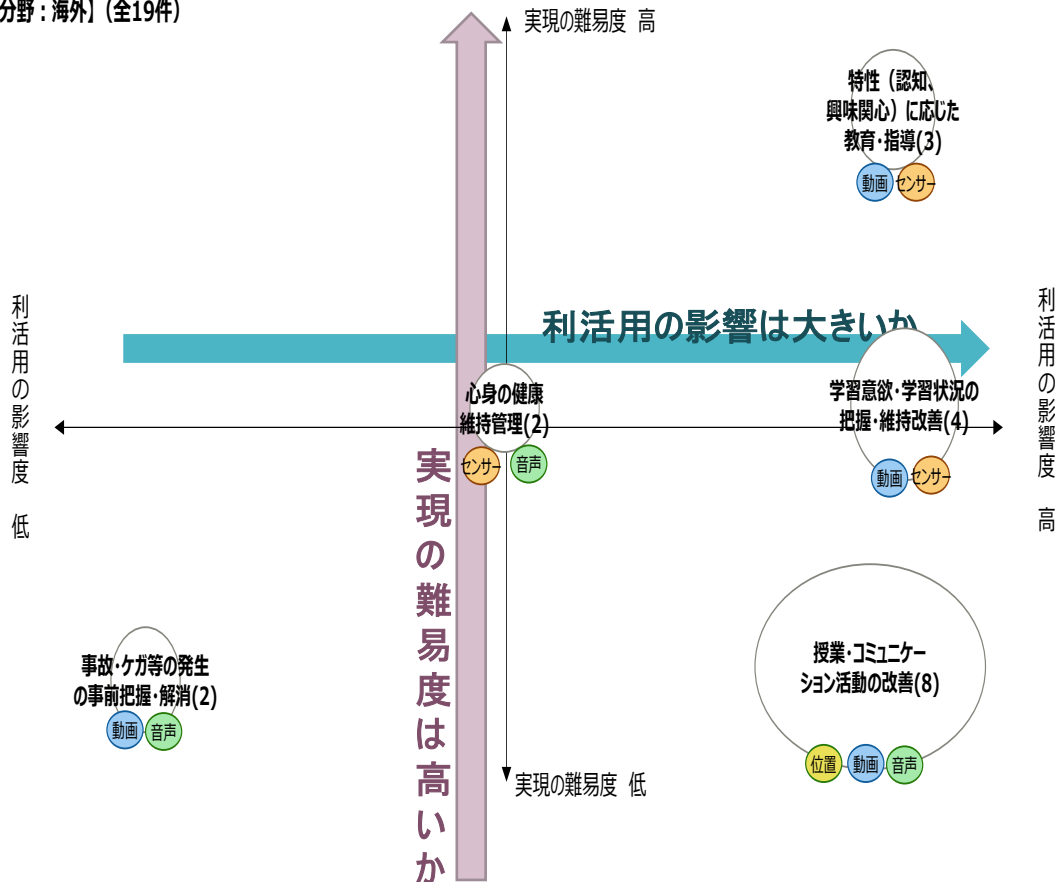 分野：海外】（全19件）
実現の難易度 高
特性（認知、
興味関心）に応じた
教育・指導(3)
動画
センサー
利活用の影響は大きいか
利活用の影響度 低
利活用の影響度 高
心身の健康
維持管理(2)
センサー
音声
学習意欲・学習状況の
把握・維持改善(4)
動画
センサー
実現の難易度は高いか
事故・ケガ等の発生
の事前把握・解消(2)
動画
音声
授業・コミュニケー
ション活動の改善(8)
位置
動画
音声
実現の難易度 低